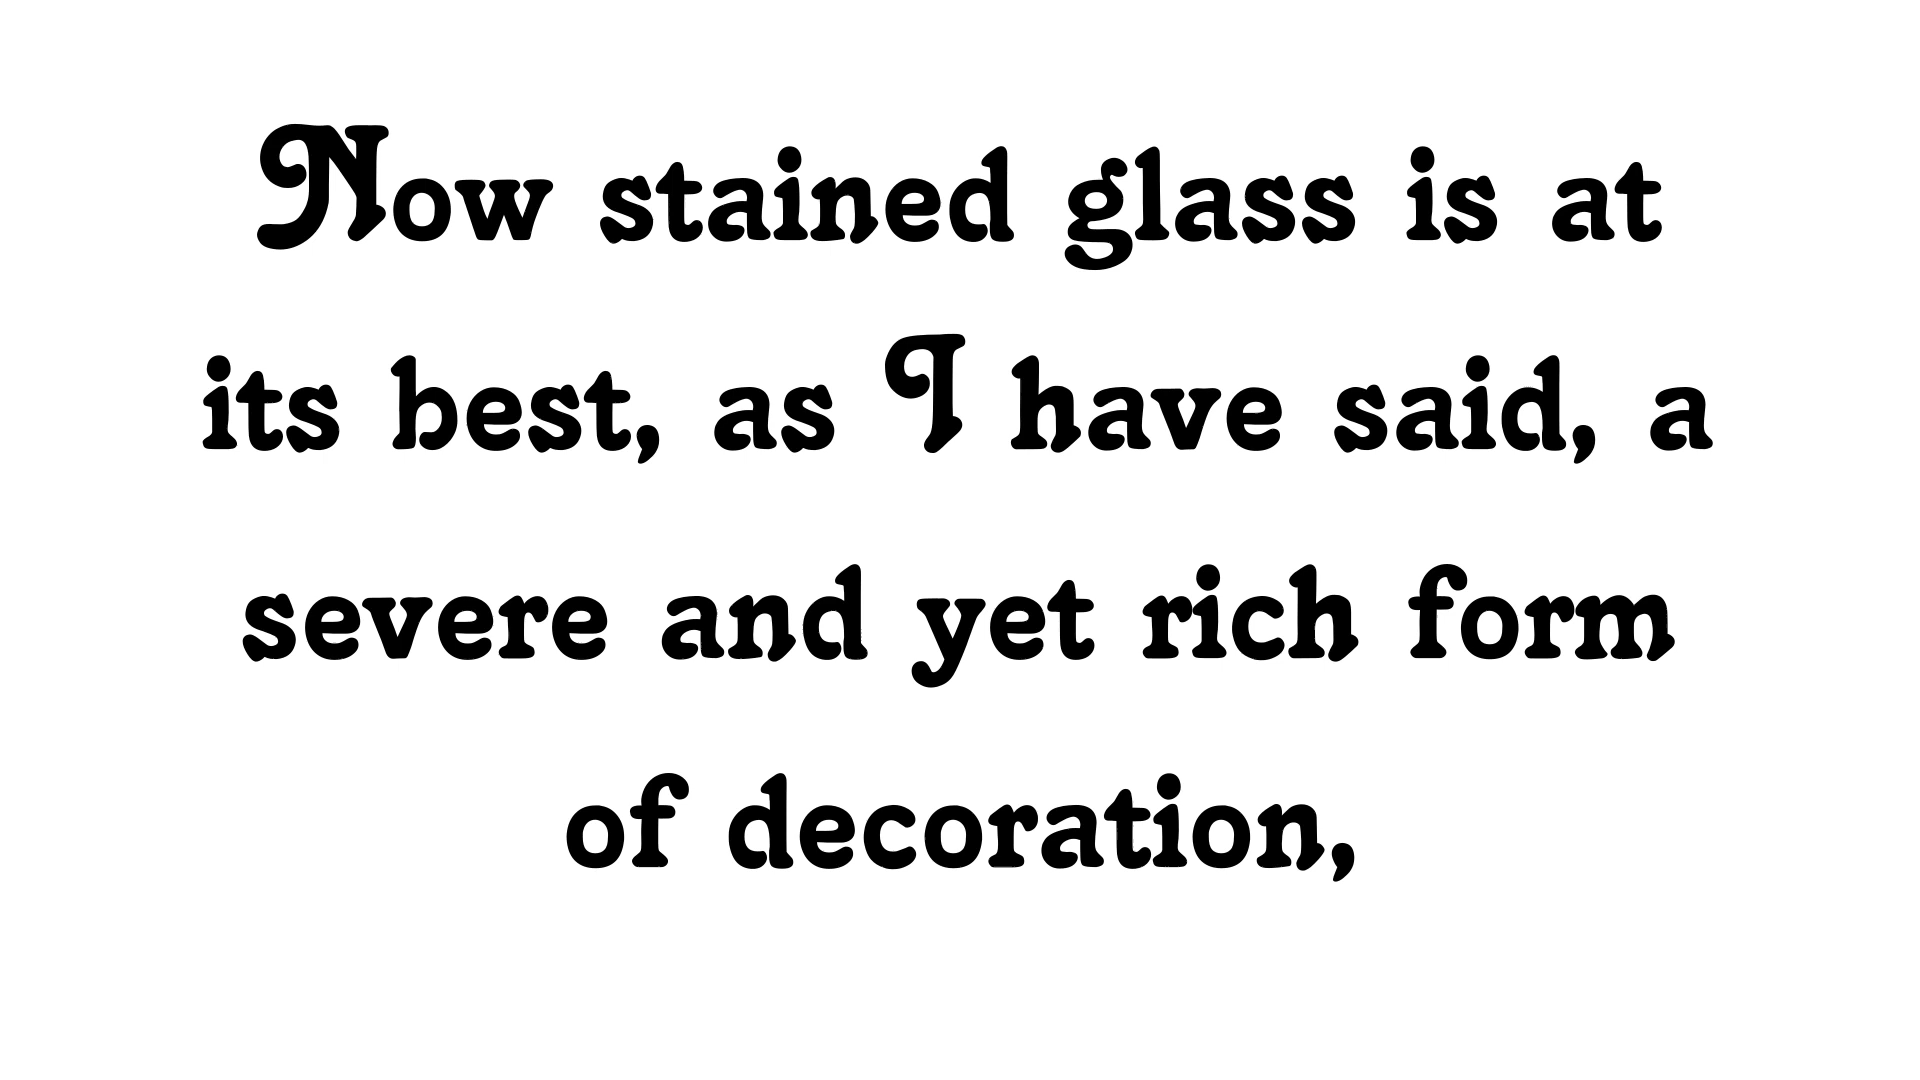 Now stained glass is at
its best, as I have said, a
severe and yet rich form
of decoration,